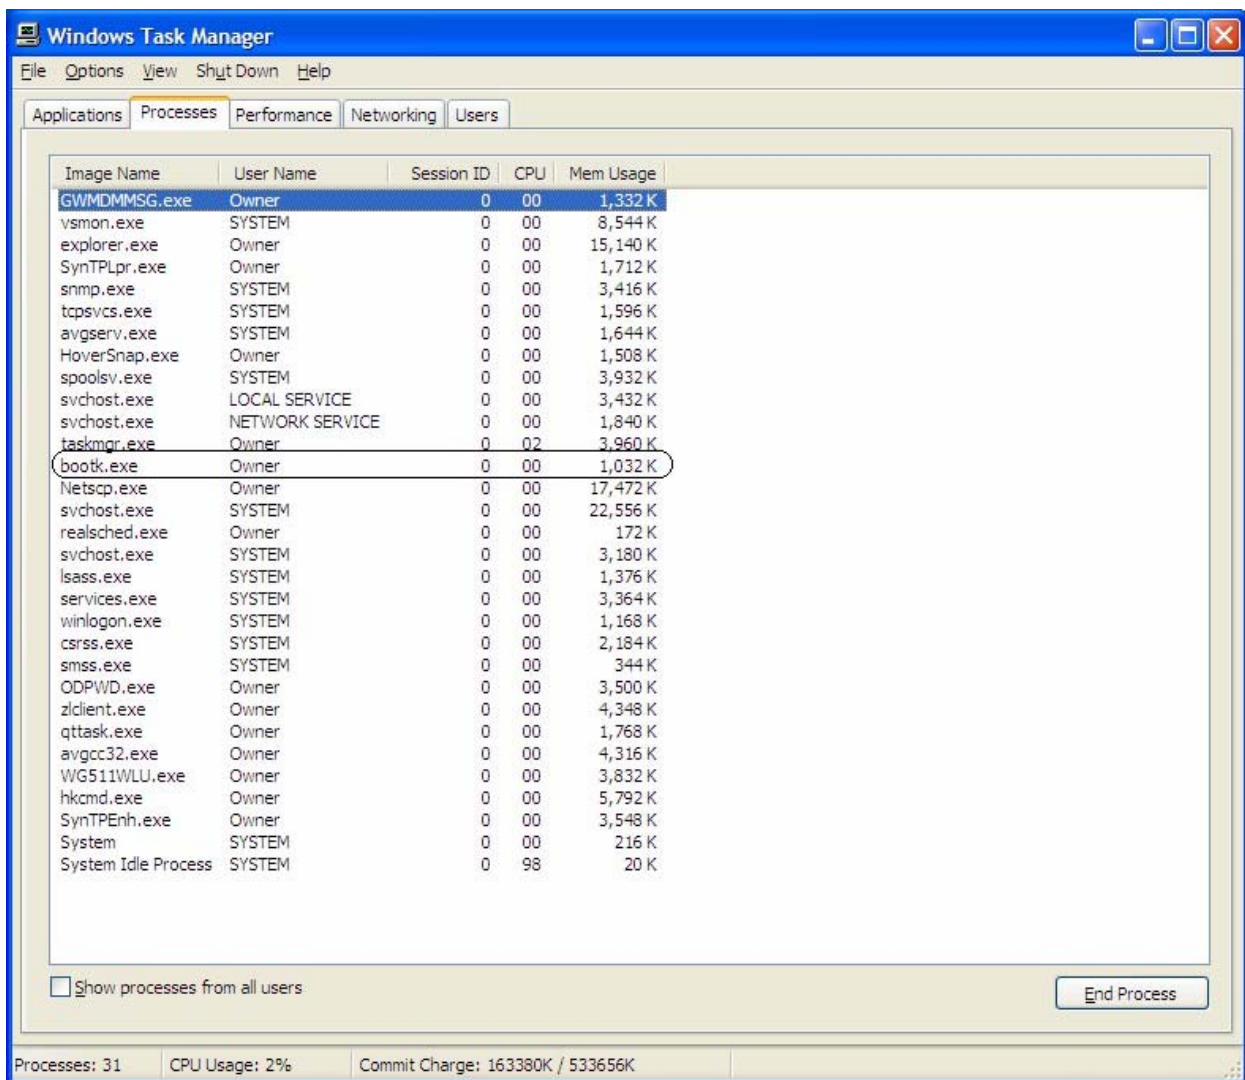 Windows Task Manager
File Options View Shut Down Help
Applications Processes Performance Networking Users
Image Name User Name Session ID CPU Mem Usage
GWMDMMSG.exe Owner 0 00 1,332 K
vsmon.exe SYSTEM 0 00 8,544 K
explorer.exe Owner 0 00 15,140 K
SynTPLpr.exe Owner 0 00 1,712 K
snmp.exe SYSTEM 0 00 3,416 K
tcpsvcs.exe SYSTEM 0 00 1,596 K
avgserv.exe SYSTEM 0 00 1,644 K
HoverSnap.exe Owner 0 00 1,508 K
spoolsv.exe SYSTEM 0 00 3,932 K
svchost.exe LOCAL SERVICE 0 00 3,432 K
svchost.exe NETWORK SERVICE 0 00 1,840 K
taskmgr.exe Owner 0 02 3,960 K
bootk.exe Owner 0 00 1,032 K
Netscp.exe Owner 0 00 17,472 K
svchost.exe SYSTEM 0 00 22,556 K
realsched.exe Owner 0 00 172 K
svchost.exe SYSTEM 0 00 3,180 K
lsass.exe SYSTEM 0 00 1,376 K
services.exe SYSTEM 0 00 3,364 K
winlogon.exe SYSTEM 0 00 1,168 K
csrss.exe SYSTEM 0 00 2,184 K
smss.exe SYSTEM 0 00 344 K
ODPWD.exe Owner 0 00 3,500 K
zlclient.exe Owner 0 00 4,348 K
qttask.exe Owner 0 00 1,768 K
avgcc32.exe Owner 0 00 4,316 K
WG511WLU.exe Owner 0 00 3,832 K
hkcmd.exe Owner 0 00 5,792 K
SynTPEnh.exe Owner 0 00 3,548 K
System SYSTEM 0 00 216 K
System Idle Process SYSTEM 0 98 20 K
Show processes from all users
End Process
Processes: 31 CPU Usage: 2% Commit Charge: 163380K / 533656K